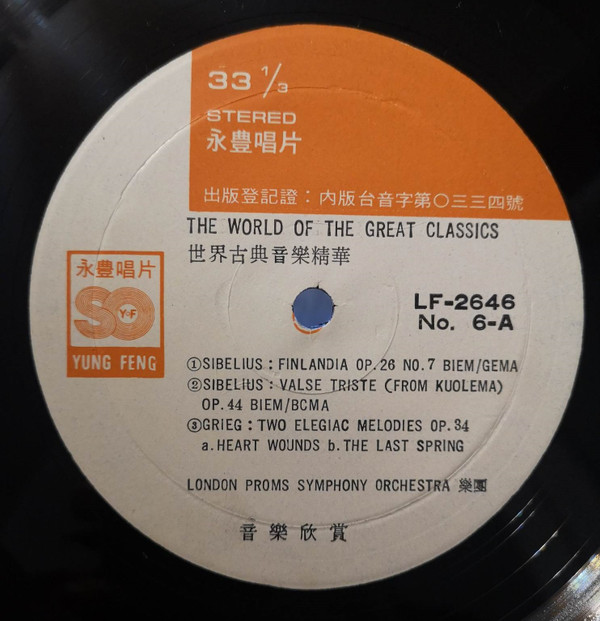 33 1/3
STEREO
永豐唱片
出版登記證：內版台音字第〇三三四號
THE WORLD OF THE GREAT CLASSICS
世界古典音樂精華
永豐唱片
SO
Y&F
YUNG FENG
LF-2646
No. 6-A
①SIBELIUS: FINLANDIA OP.26 NO.7 BIEM/GEMA
②SIBELIUS: VALSE TRISTE (FROM KUOLEMA)
OP.44 BIEM/BCMA
③GRIEG: TWO ELEGIAC MELODIES OP.34
a. HEART WOUNDS b. THE LAST SPRING
LONDON PROMS SYMPHONY ORCHESTRA 樂團
音樂欣賞